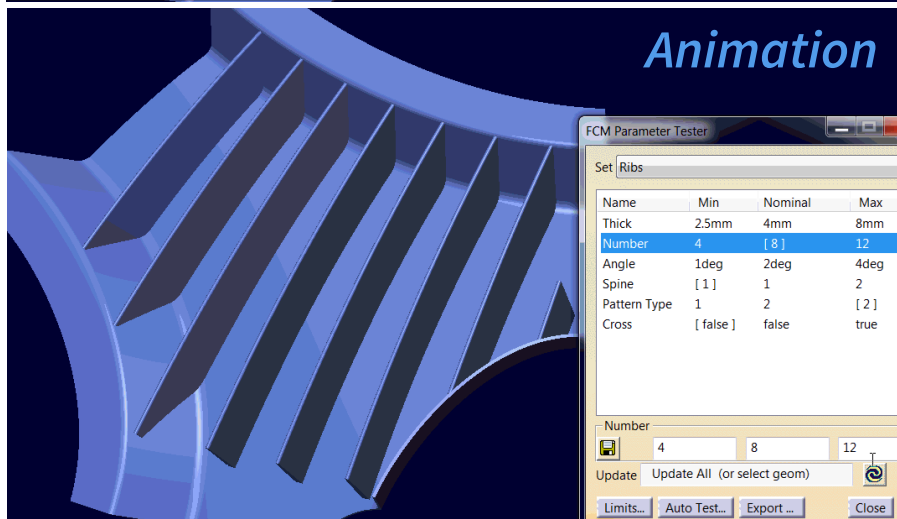 Animation
FCM Parameter Tester
Set Ribs
Name Min Nominal Max
Thick 2.5mm 4mm 8mm
Number 4 [ 8 ] 12
Angle 1deg 2deg 4deg
Spine [ 1 ] 1 2
Pattern Type 1 2 [ 2 ]
Cross [ false ] false true
Number
4 8 12
Update Update All (or select geom)
Limits... Auto Test... Export ... Close